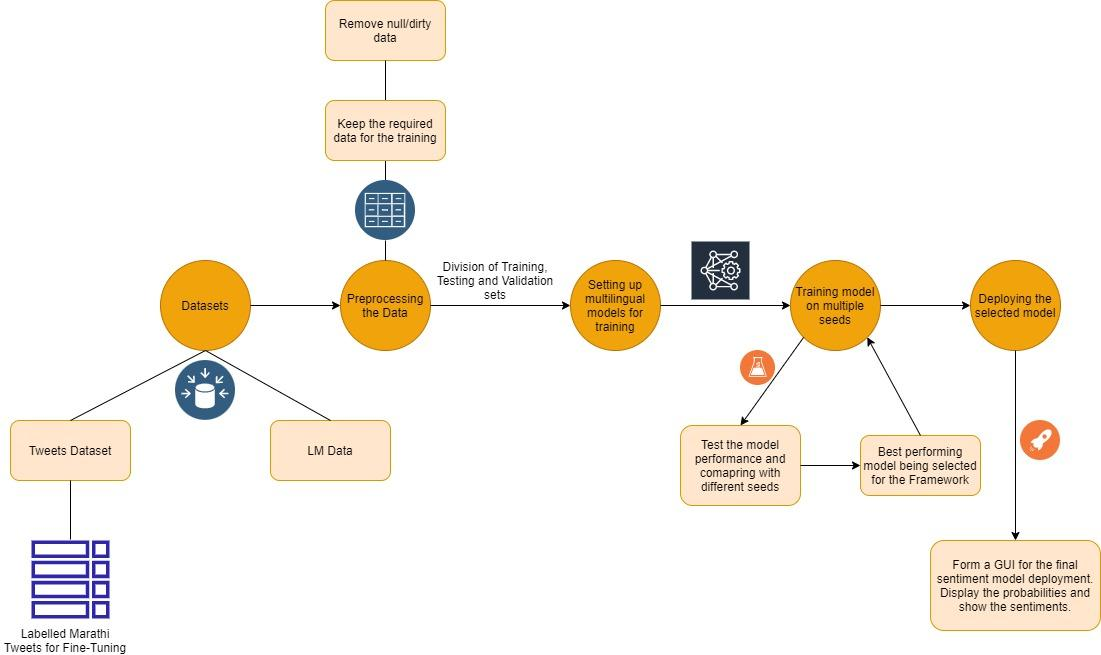 Remove null/dirty
data
Keep the required
data for the training
Datasets
Preprocessing
the Data
Division of Training,
Testing and Validation
sets
Setting up
multilingual
models for
training
Training model
on multiple
seeds
Deploying the
selected model
Tweets Dataset
LM Data
Test the model
performance and
comapring with
different seeds
Best performing
model being selected
for the Framework
Form a GUI for the final
sentiment model deployment.
Display the probabilities and
show the sentiments.
Labelled Marathi
Tweets for Fine-Tuning